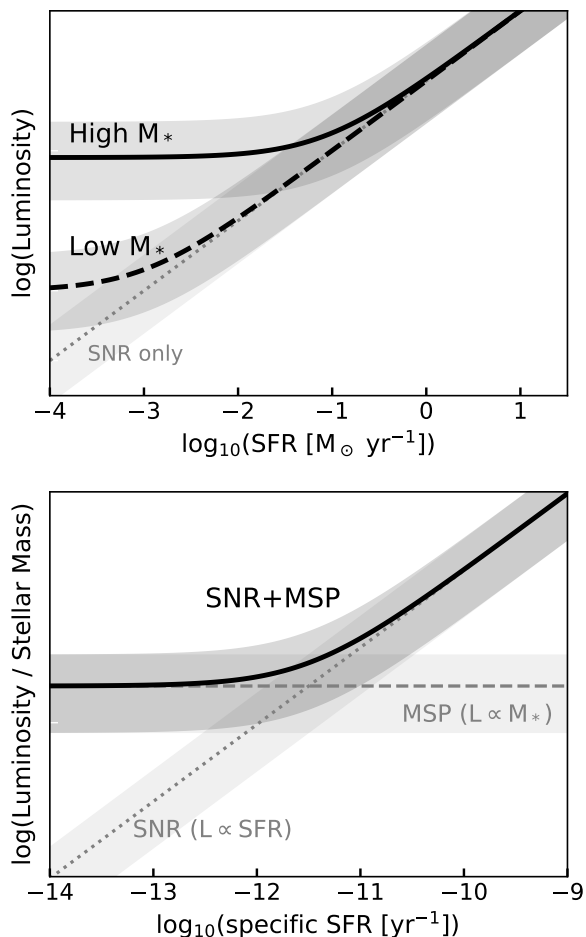 log(Luminosity)
High M∗
Low M∗
SNR only
−4 −3 −2 −1 0 1
log₁₀(SFR [M⊙ yr⁻¹])
log(Luminosity / Stellar Mass)
SNR+MSP
MSP (L ∝ M∗)
SNR (L ∝ SFR)
−14 −13 −12 −11 −10 −9
log₁₀(specific SFR [yr⁻¹])